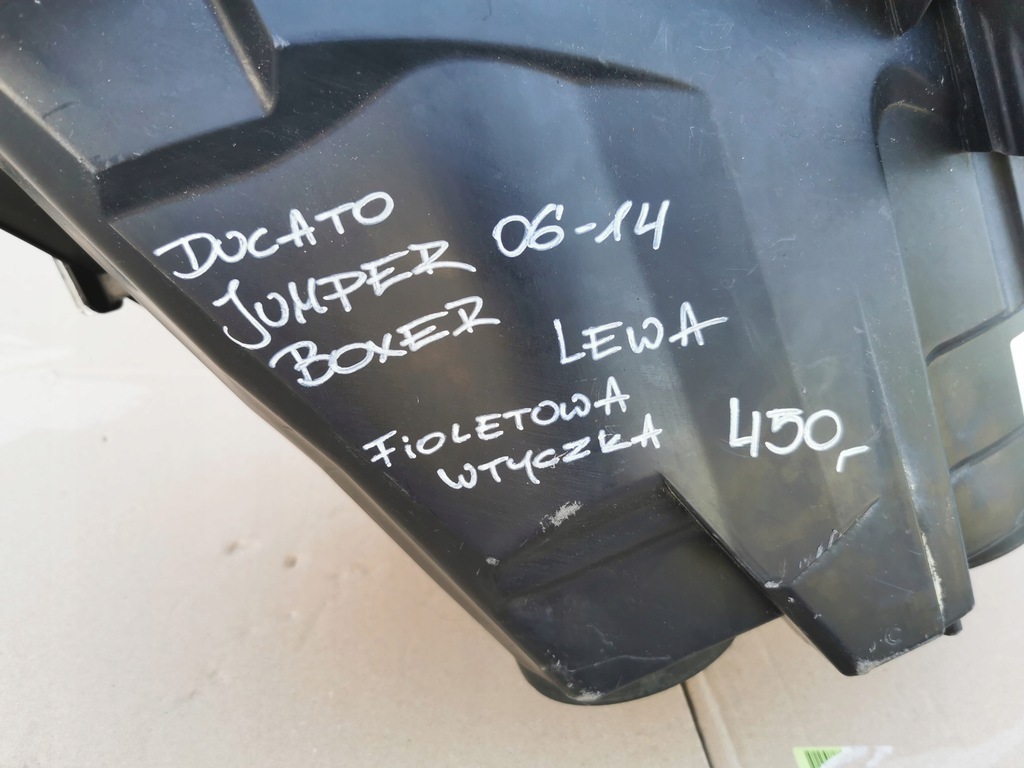 DUCATO
JUMPER 06-14
BOXER LEWA
FiOLETOWA
WTYCZKA 450,-